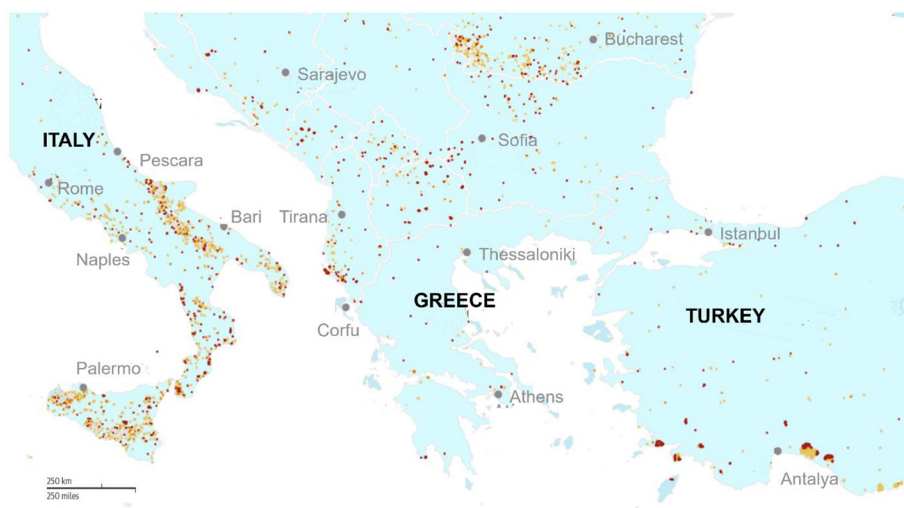 Bucharest
Sarajevo
ITALY
Sofia
Pescara
Rome
Bari
Tirana
Istanbul
Naples
Thessaloniki
GREECE
TURKEY
Corfu
Palermo
Athens
Antalya
250 km
250 miles